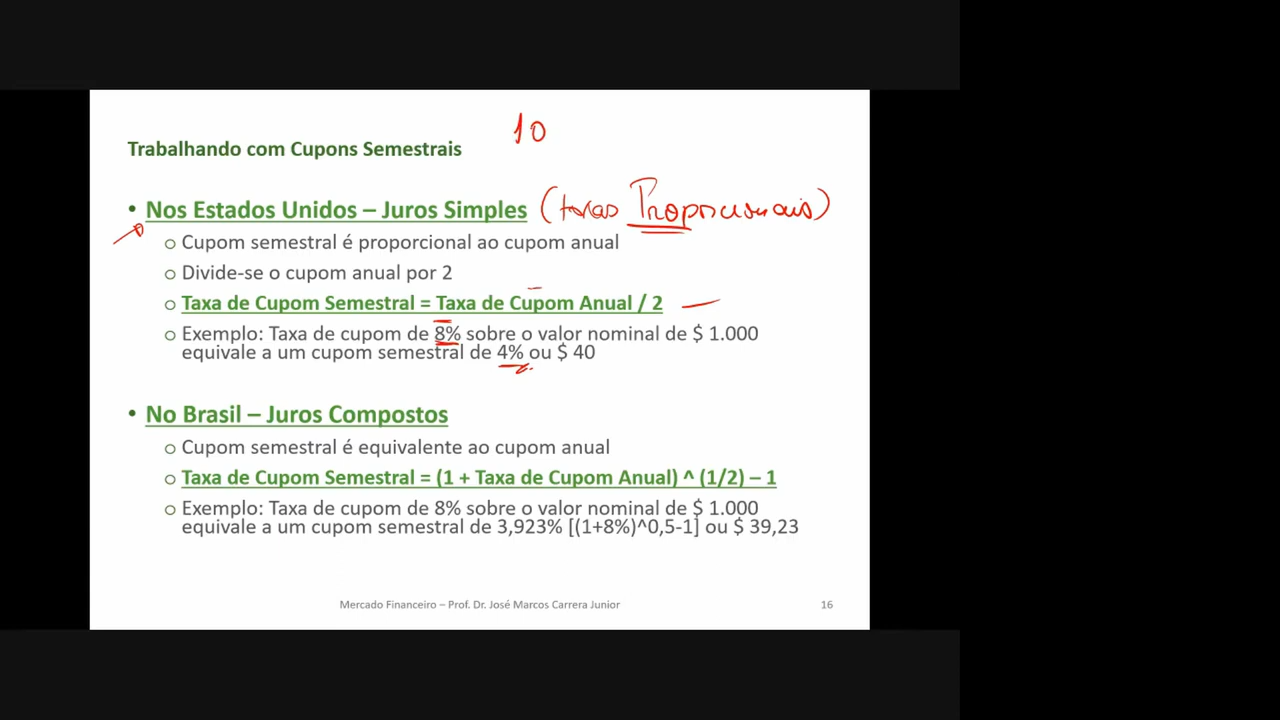 10
Trabalhando com Cupons Semestrais
• Nos Estados Unidos – Juros Simples (taxas Proporcionais)
o Cupom semestral é proporcional ao cupom anual
o Divide-se o cupom anual por 2
o Taxa de Cupom Semestral = Taxa de Cupom Anual / 2
o Exemplo: Taxa de cupom de 8% sobre o valor nominal de $ 1.000
equivale a um cupom semestral de 4% ou $ 40
• No Brasil – Juros Compostos
o Cupom semestral é equivalente ao cupom anual
o Taxa de Cupom Semestral = (1 + Taxa de Cupom Anual) ^ (1/2) – 1
o Exemplo: Taxa de cupom de 8% sobre o valor nominal de $ 1.000
equivale a um cupom semestral de 3,923% [(1+8%)^0,5-1] ou $ 39,23
Mercado Financeiro – Prof. Dr. José Marcos Carrera Junior 16